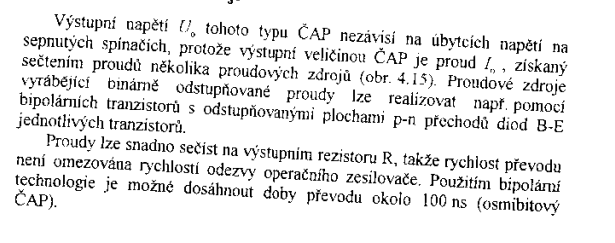 Výstupní napětí Uo tohoto typu ČAP nezávisí na úbytcích napětí na
sepnutých spínačích, protože výstupní veličinou ČAP je proud Io , získaný
sečtením proudů několika proudových zdrojů (obr. 4.15). Proudové zdroje
vyrábějící binárně odstupňované proudy lze realizovat např. pomocí
bipolárních tranzistorů s odstupňovanými plochami p-n přechodů diod B-E
jednotlivých tranzistorů.
Proudy lze snadno sečíst na výstupním rezistoru R, takže rychlost převodu
není omezována rychlostí odezvy operačního zesilovače. Použitím bipolární
technologie je možné dosáhnout doby převodu okolo 100 ns (osmibitový
ČAP).